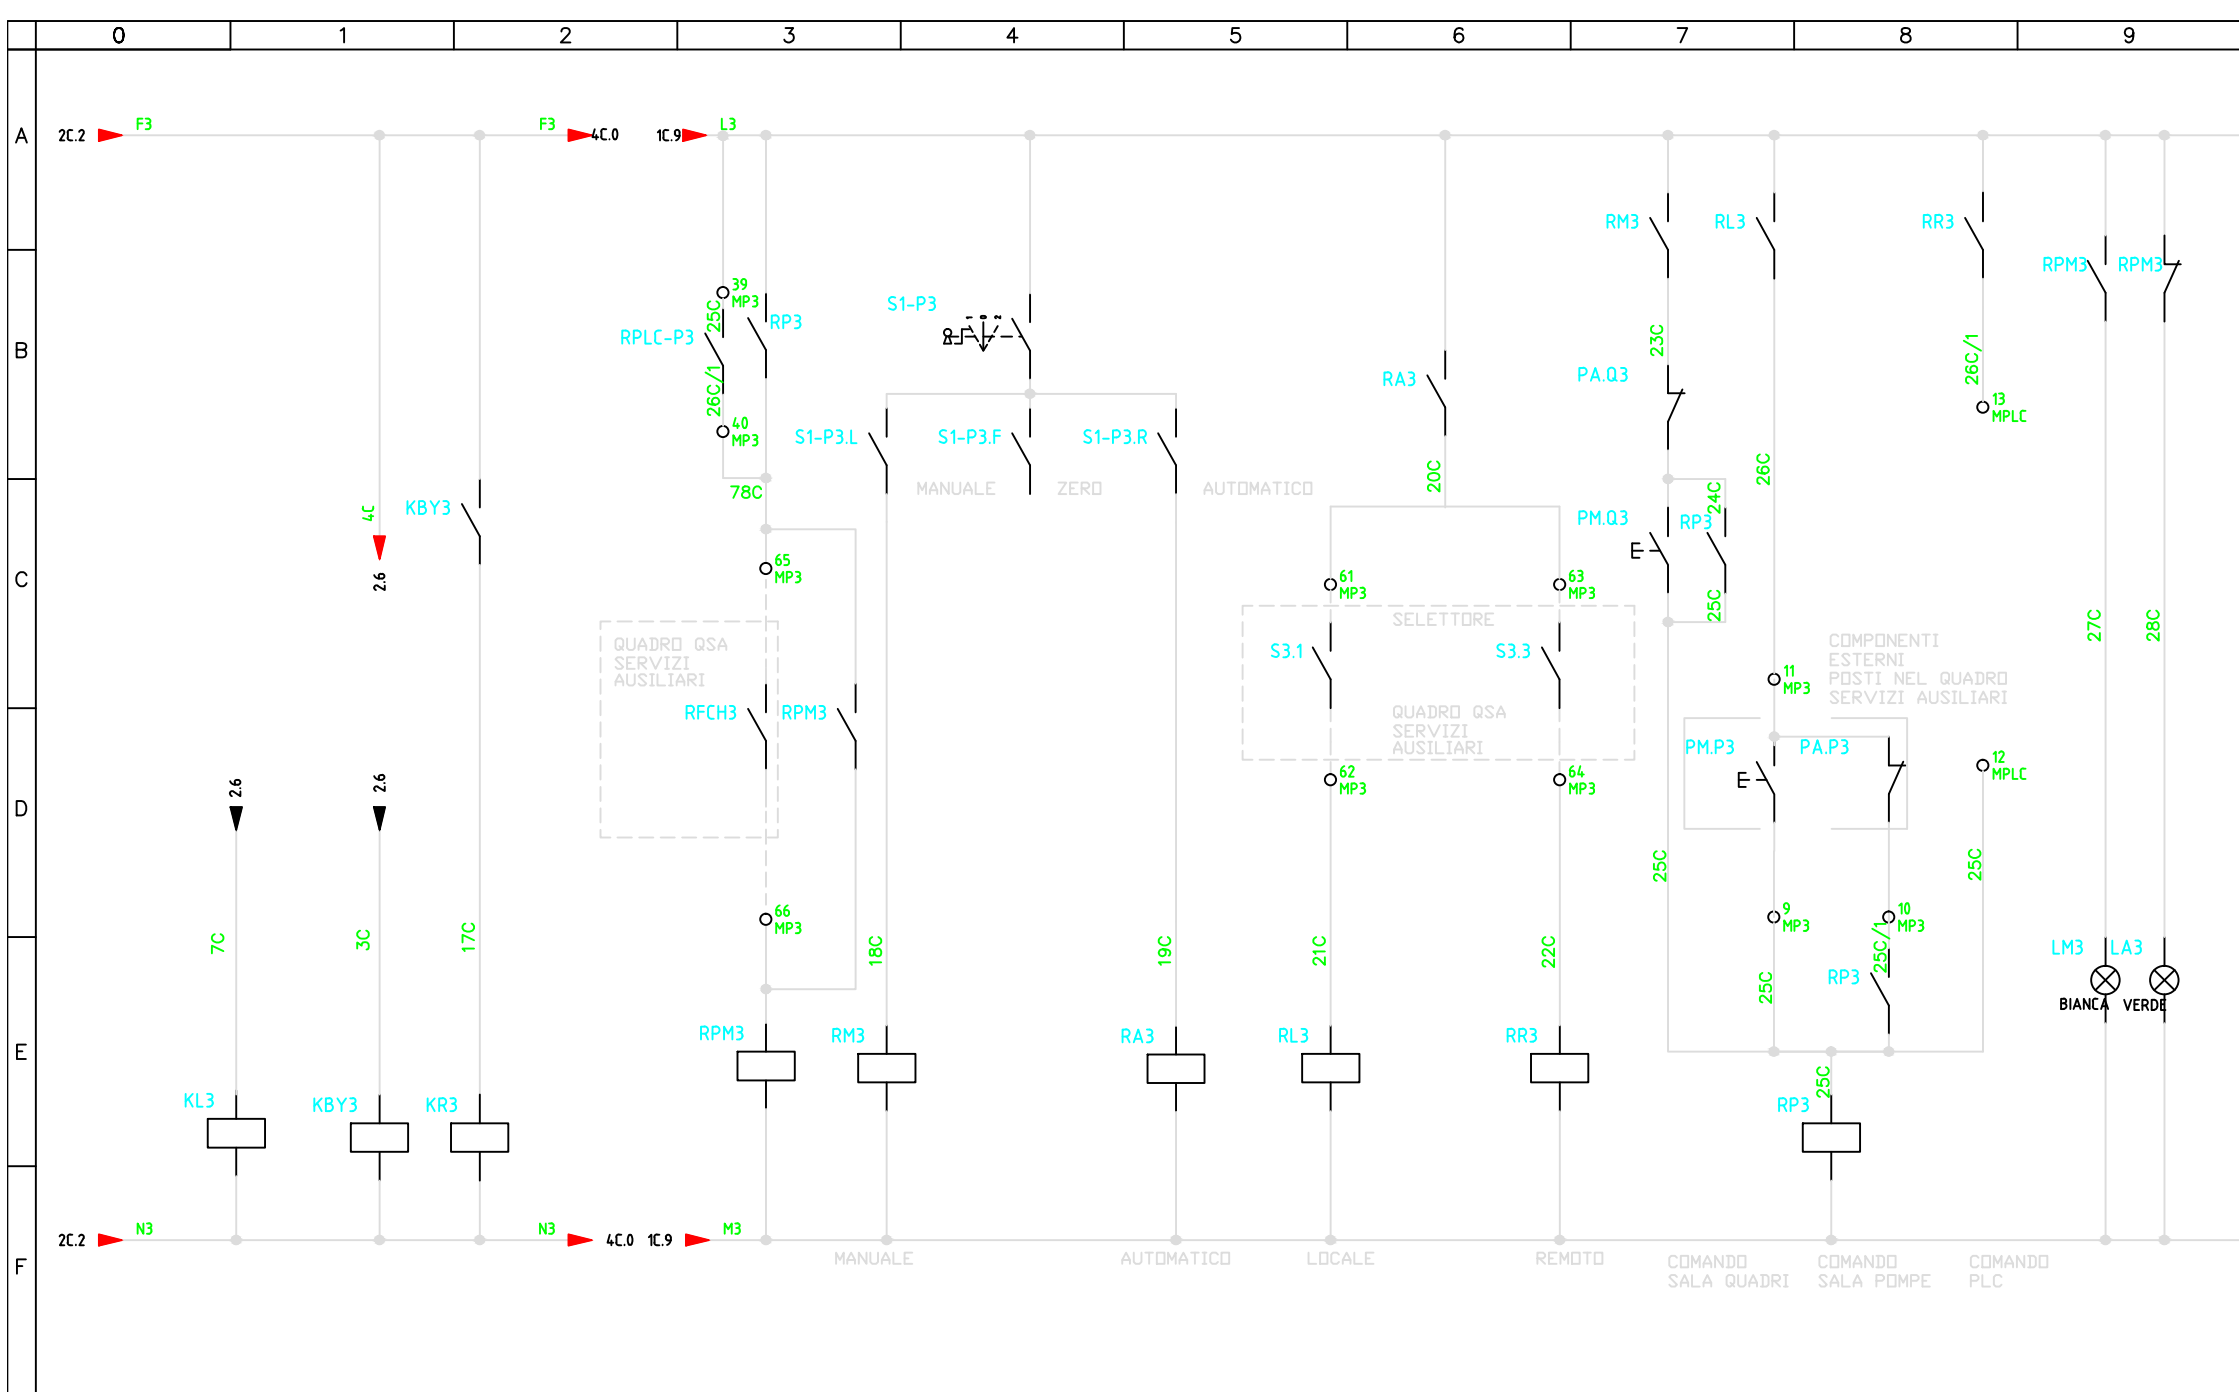 0 1 2 3 4 5 6 7 8 9
A
2C.2 F3 F3 4C.0 1C.9 L3
RM3 RL3 RR3
RPM3 RPM3
39
MP3
25C
S1-P3
1 0 2
RP3
RPLC-P3
B
23C
26C/1
RA3
PA.Q3
26C/1
13
MPLC
40
MP3
S1-P3.L S1-P3.F S1-P3.R
20C
26C
78C
MANUALE ZERO AUTOMATICO
24C
4C
KBY3
PM.Q3 RP3
65
MP3
61
MP3
63
MP3
C
2.6
25C
SELETTORE
27C 28C
QUADRO QSA
SERVIZI
AUSILIARI
S3.1 S3.3
COMPONENTI
ESTERNI
POSTI NEL QUADRO
SERVIZI AUSILIARI
11
MP3
RFCH3 RPM3
QUADRO QSA
SERVIZI
AUSILIARI
PM.P3 PA.P3
12
MPLC
62
MP3
64
MP3
2.6 2.6
D
25C 25C
66
MP3
9
MP3
10
MP3
7C 3C 17C 18C 19C 21C 22C
25C/1
LM3 LA3
25C
RP3
BIANCA VERDE
RPM3 RM3 RA3 RL3 RR3
E
25C
KL3 KBY3 KR3 RP3
2C.2 N3 N3 4C.0 1C.9 M3
F
MANUALE AUTOMATICO LOCALE REMOTO
COMANDO
SALA QUADRI
COMANDO
SALA POMPE
COMANDO
PLC